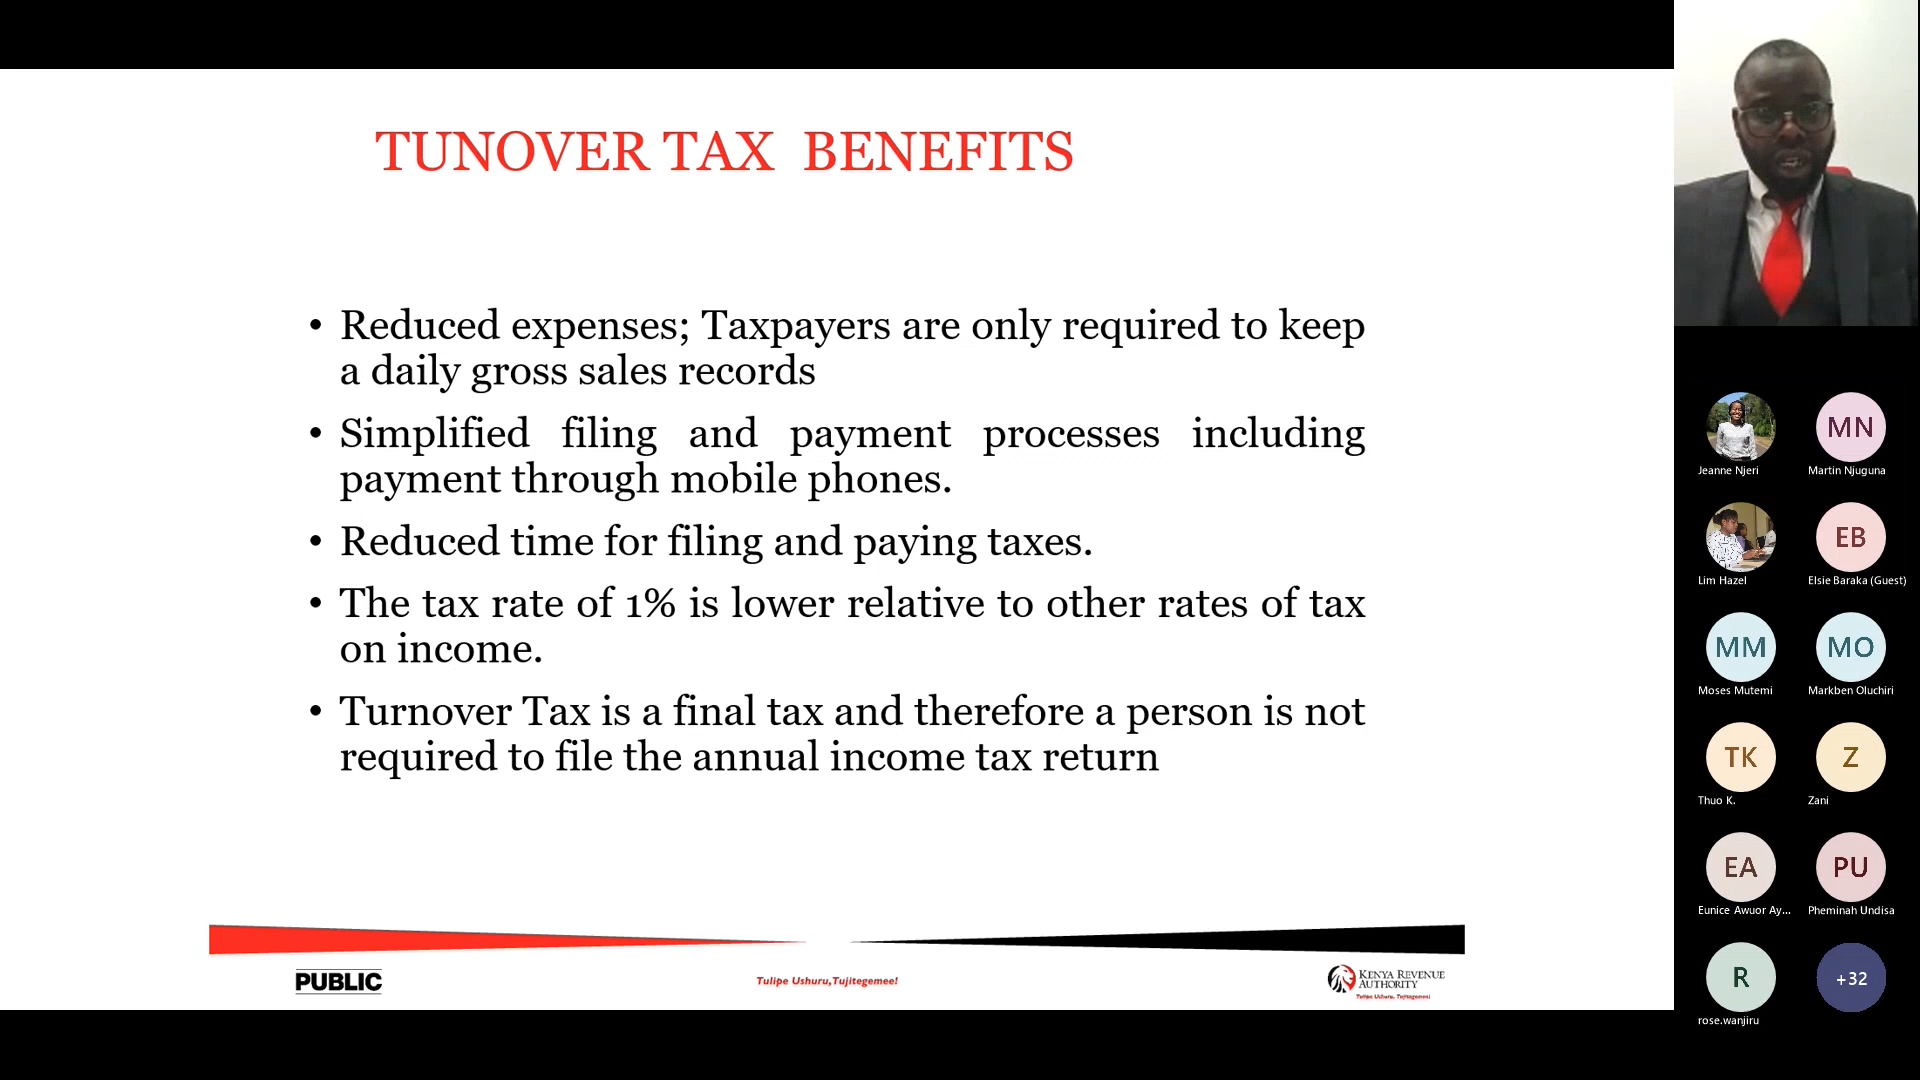 TUNOVER TAX BENEFITS
• Reduced expenses; Taxpayers are only required to keep
a daily gross sales records
• Simplified filing and payment processes including
payment through mobile phones.
• Reduced time for filing and paying taxes.
• The tax rate of 1% is lower relative to other rates of tax
on income.
• Turnover Tax is a final tax and therefore a person is not
required to file the annual income tax return
PUBLIC
Tulipe Ushuru,Tujitegemee!
KENYA REVENUE
AUTHORITY
Tulipe Ushuru, Tujitegemee!
Jeanne Njeri
MN
Martin Njuguna
Lim Hazel
EB
Elsie Baraka (Guest)
MM
Moses Mutemi
MO
Markben Oluchiri
TK
Thuo K.
Z
Zani
EA
Eunice Awuor Ay...
PU
Pheminah Undisa
R
rose.wanjiru
+32